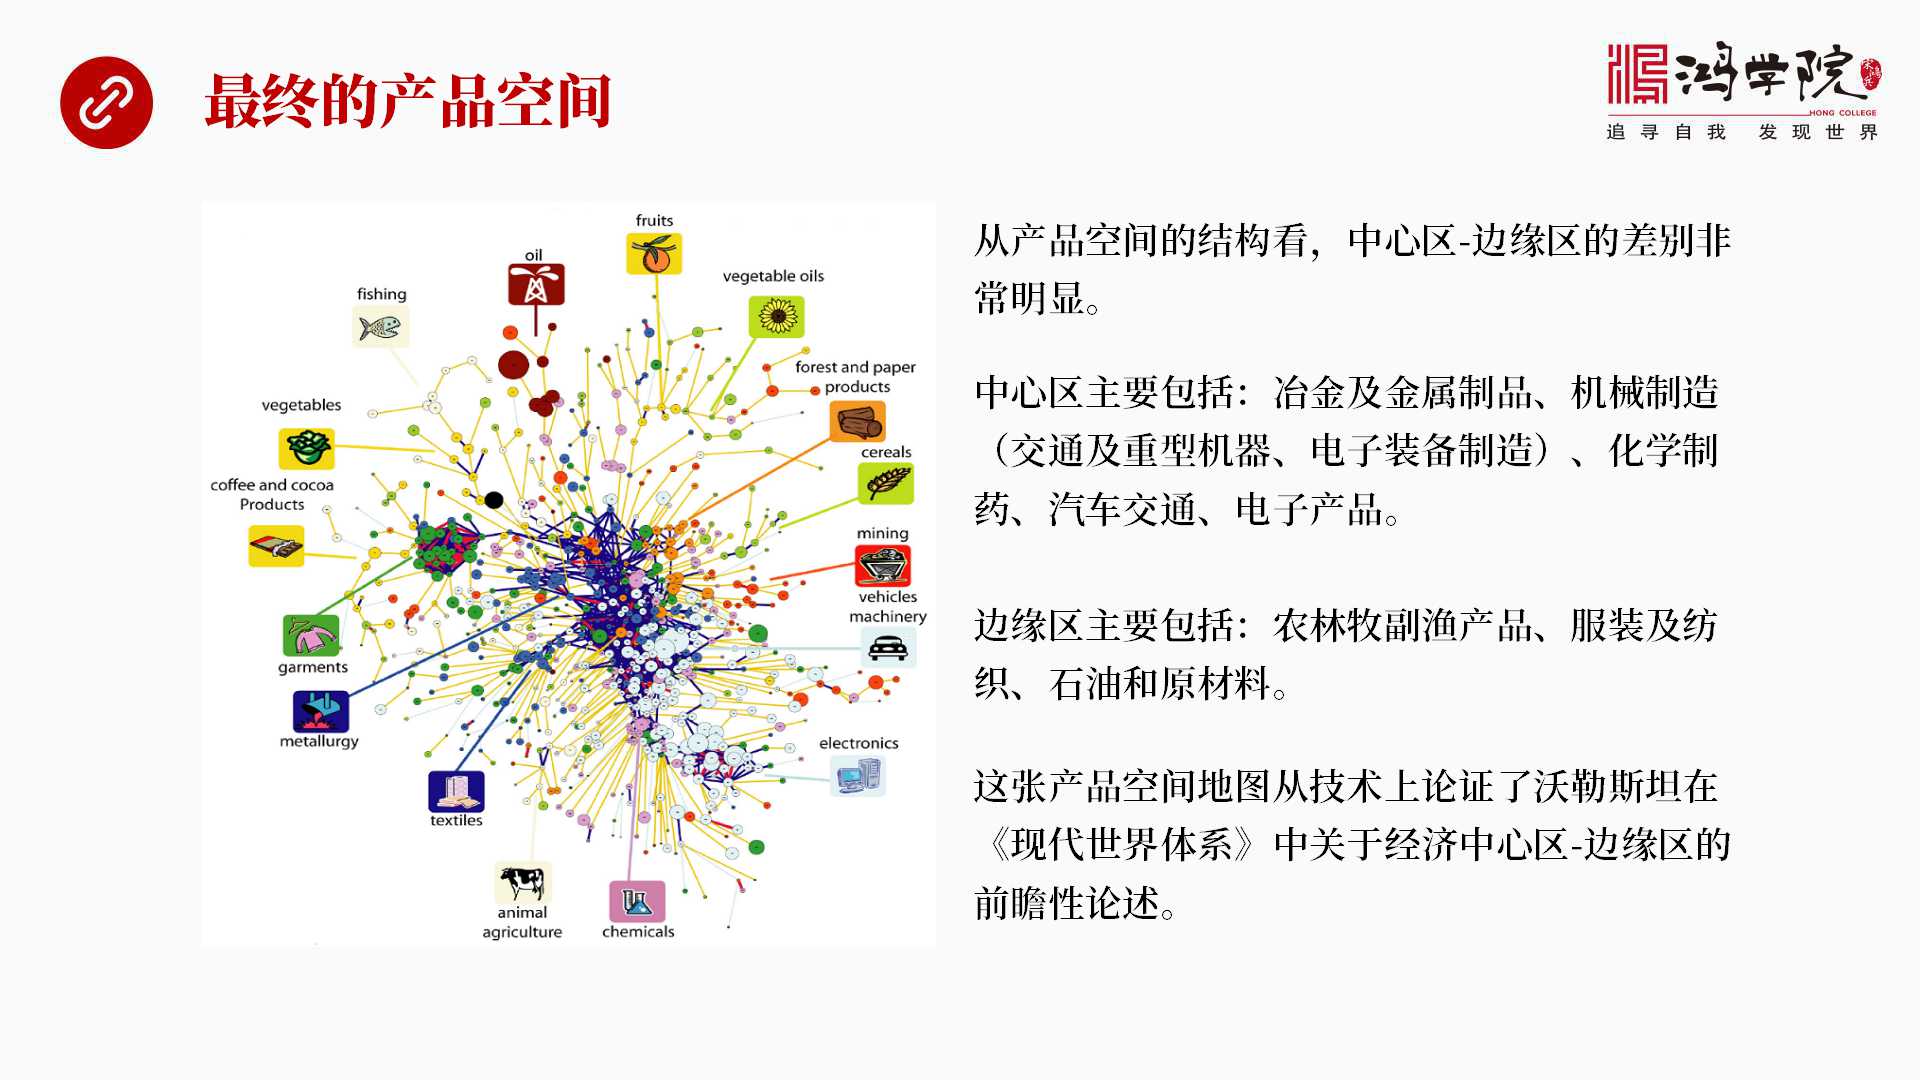 最终的产品空间
鸿学院
宋鸿兵
HONG COLLEGE
追寻自我 发现世界
fruits
oil
vegetable oils
fishing
forest and paper
products
vegetables
cereals
coffee and cocoa
Products
mining
vehicles
machinery
garments
metallurgy
electronics
textiles
animal
agriculture
chemicals
从产品空间的结构看，中心区-边缘区的差别非
常明显。
中心区主要包括：冶金及金属制品、机械制造
（交通及重型机器、电子装备制造）、化学制
药、汽车交通、电子产品。
边缘区主要包括：农林牧副渔产品、服装及纺
织、石油和原材料。
这张产品空间地图从技术上论证了沃勒斯坦在
《现代世界体系》中关于经济中心区-边缘区的
前瞻性论述。